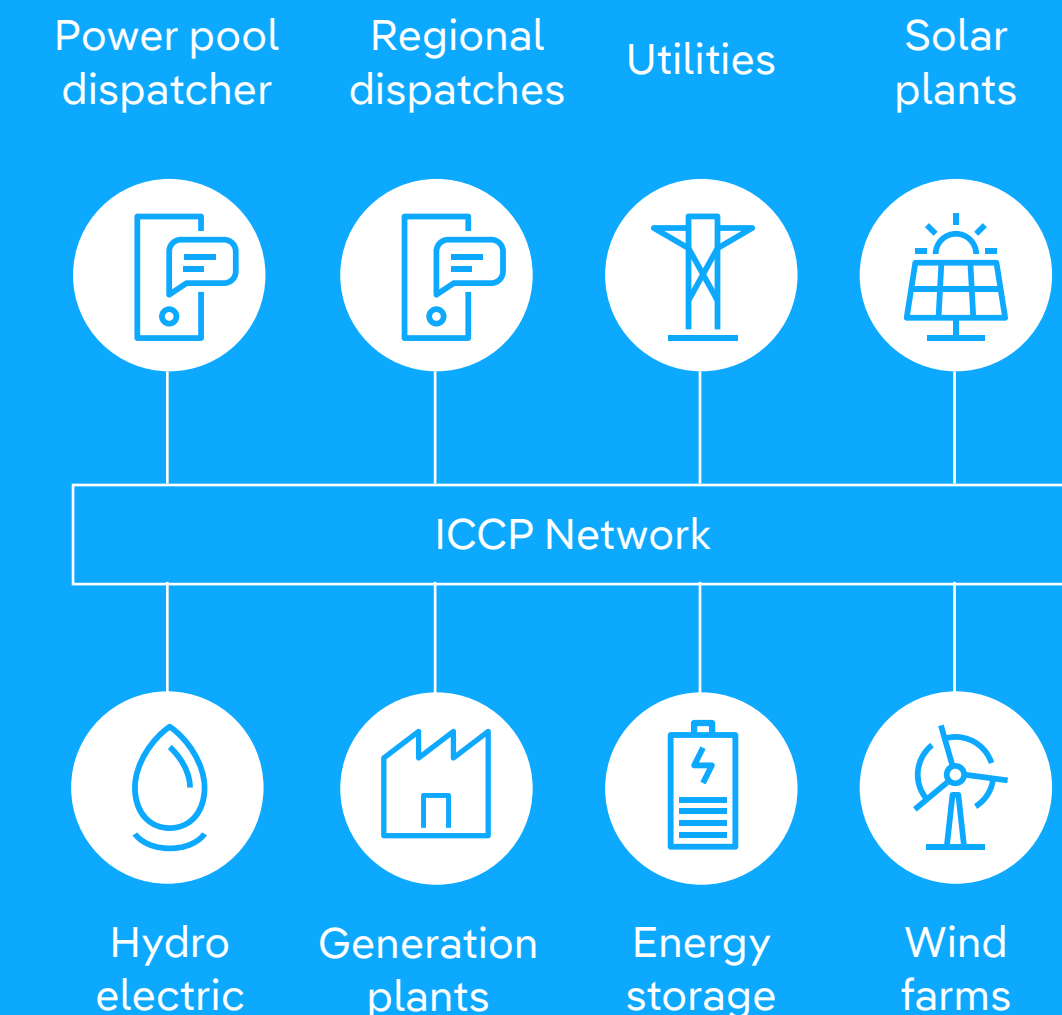 Power pool
dispatcher
Regional
dispatches
Utilities
Solar
plants
ICCP Network
Hydro
electric
Generation
plants
Energy
storage
Wind
farms